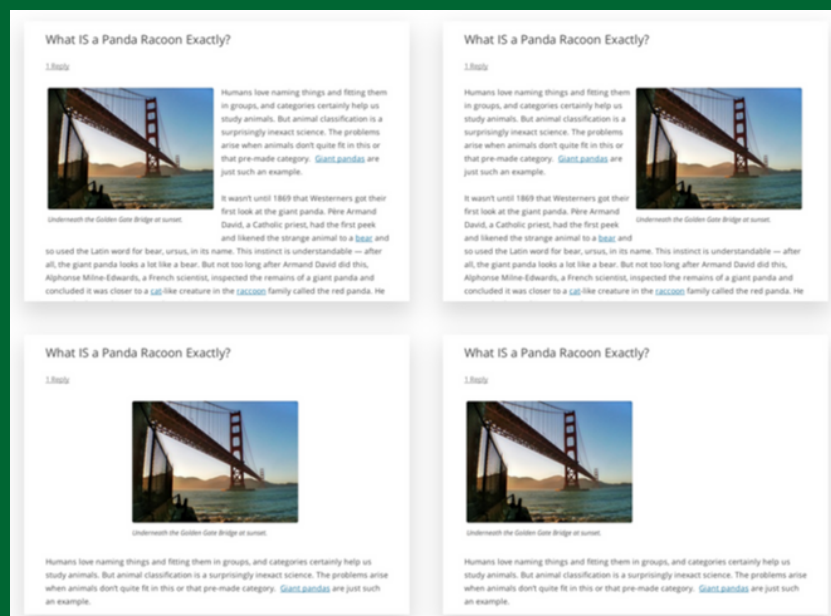 What IS a Panda Racoon Exactly?
1 Reply
Humans love naming things and fitting them
in groups, and categories certainly help us
study animals. But animal classification is a
surprisingly inexact science. The problems
arise when animals don't quite fit in this or
that pre-made category. Giant pandas are
just such an example.
Underneath the Golden Gate Bridge at sunset.
It wasn't until 1869 that Westerners got their
first look at the giant panda. Père Armand
David, a Catholic priest, had the first peek
and likened the strange animal to a bear and
so used the Latin word for bear, ursus, in its name. This instinct is understandable — after
all, the giant panda looks a lot like a bear. But not too long after Armand David did this,
Alphonse Milne-Edwards, a French scientist, inspected the remains of a giant panda and
concluded it was closer to a cat-like creature in the raccoon family called the red panda. He
What IS a Panda Racoon Exactly?
1 Reply
Humans love naming things and fitting them
in groups, and categories certainly help us
study animals. But animal classification is a
surprisingly inexact science. The problems
arise when animals don't quite fit in this or
that pre-made category. Giant pandas are
just such an example.
Underneath the Golden Gate Bridge at sunset.
It wasn't until 1869 that Westerners got their
first look at the giant panda. Père Armand
David, a Catholic priest, had the first peek
and likened the strange animal to a bear and
so used the Latin word for bear, ursus, in its name. This instinct is understandable — after
all, the giant panda looks a lot like a bear. But not too long after Armand David did this,
Alphonse Milne-Edwards, a French scientist, inspected the remains of a giant panda and
concluded it was closer to a cat-like creature in the raccoon family called the red panda. He
What IS a Panda Racoon Exactly?
1 Reply
Underneath the Golden Gate Bridge at sunset.
Humans love naming things and fitting them in groups, and categories certainly help us
study animals. But animal classification is a surprisingly inexact science. The problems arise
when animals don't quite fit in this or that pre-made category. Giant pandas are just such
an example.
What IS a Panda Racoon Exactly?
1 Reply
Underneath the Golden Gate Bridge at sunset.
Humans love naming things and fitting them in groups, and categories certainly help us
study animals. But animal classification is a surprisingly inexact science. The problems arise
when animals don't quite fit in this or that pre-made category. Giant pandas are just such
an example.